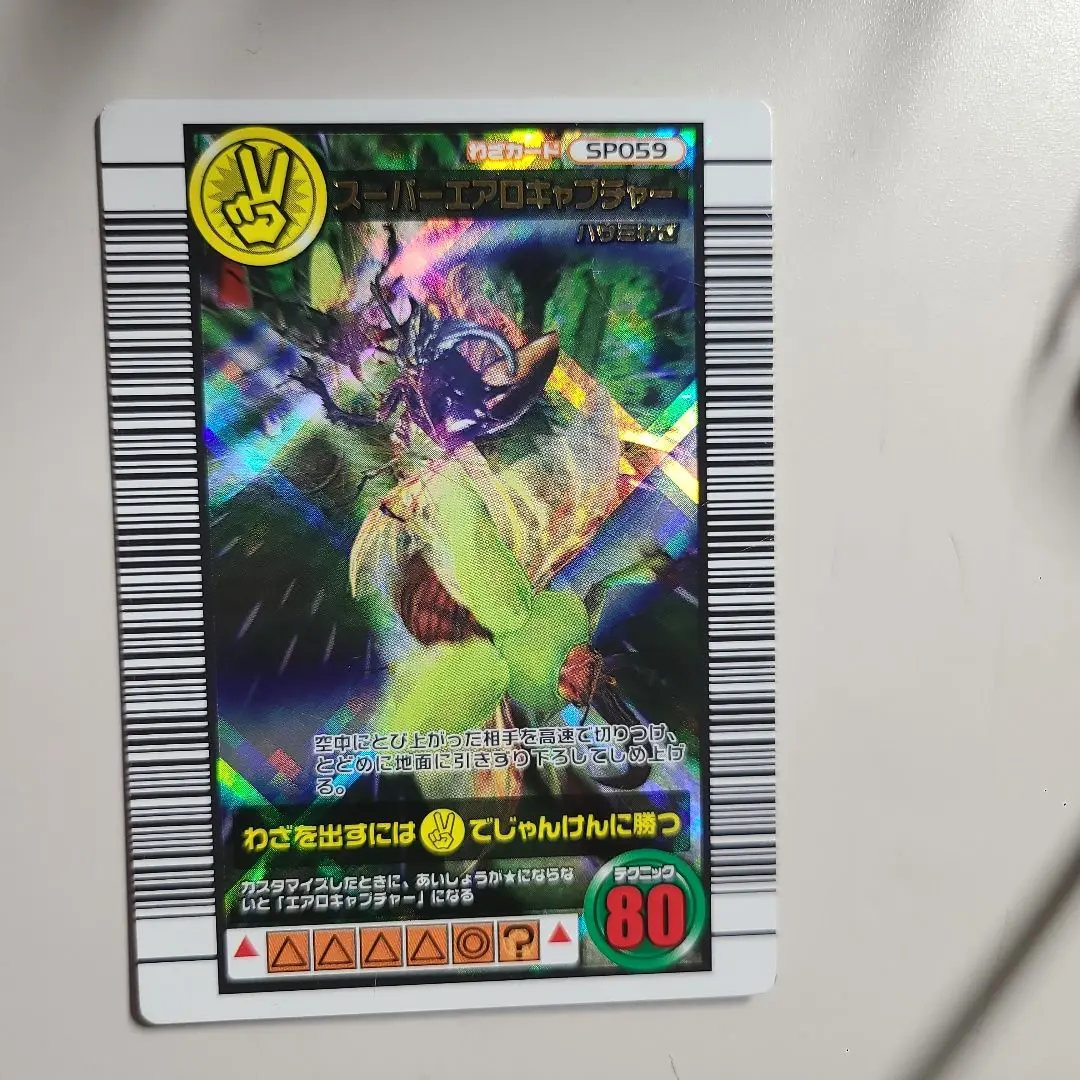 わざカード SP059
スーパーエアロキャプチャー
ハサミわざ
空中にとび上がった相手を高速で切りつけ、
とどめに地面に引きずり下ろしてしめ上げ
る。
わざを出すには でじゃんけんに勝つ
カスタマイズしたときに、あいしょうが★にならな
いと「エアロキャプチャー」になる
テクニック
80
?